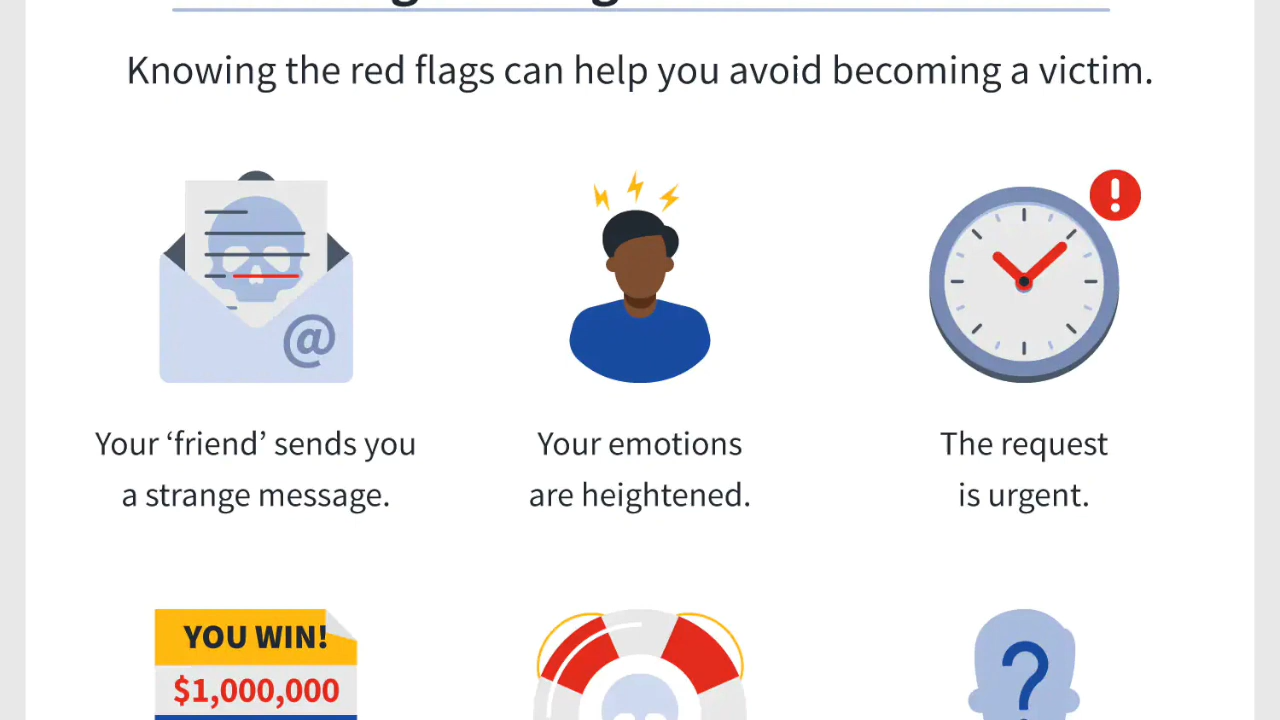 Knowing the red flags can help you avoid becoming a victim.
@
Your ‘friend’ sends you
a strange message.
Your emotions
are heightened.
!
The request
is urgent.
YOU WIN!
$1,000,000
?